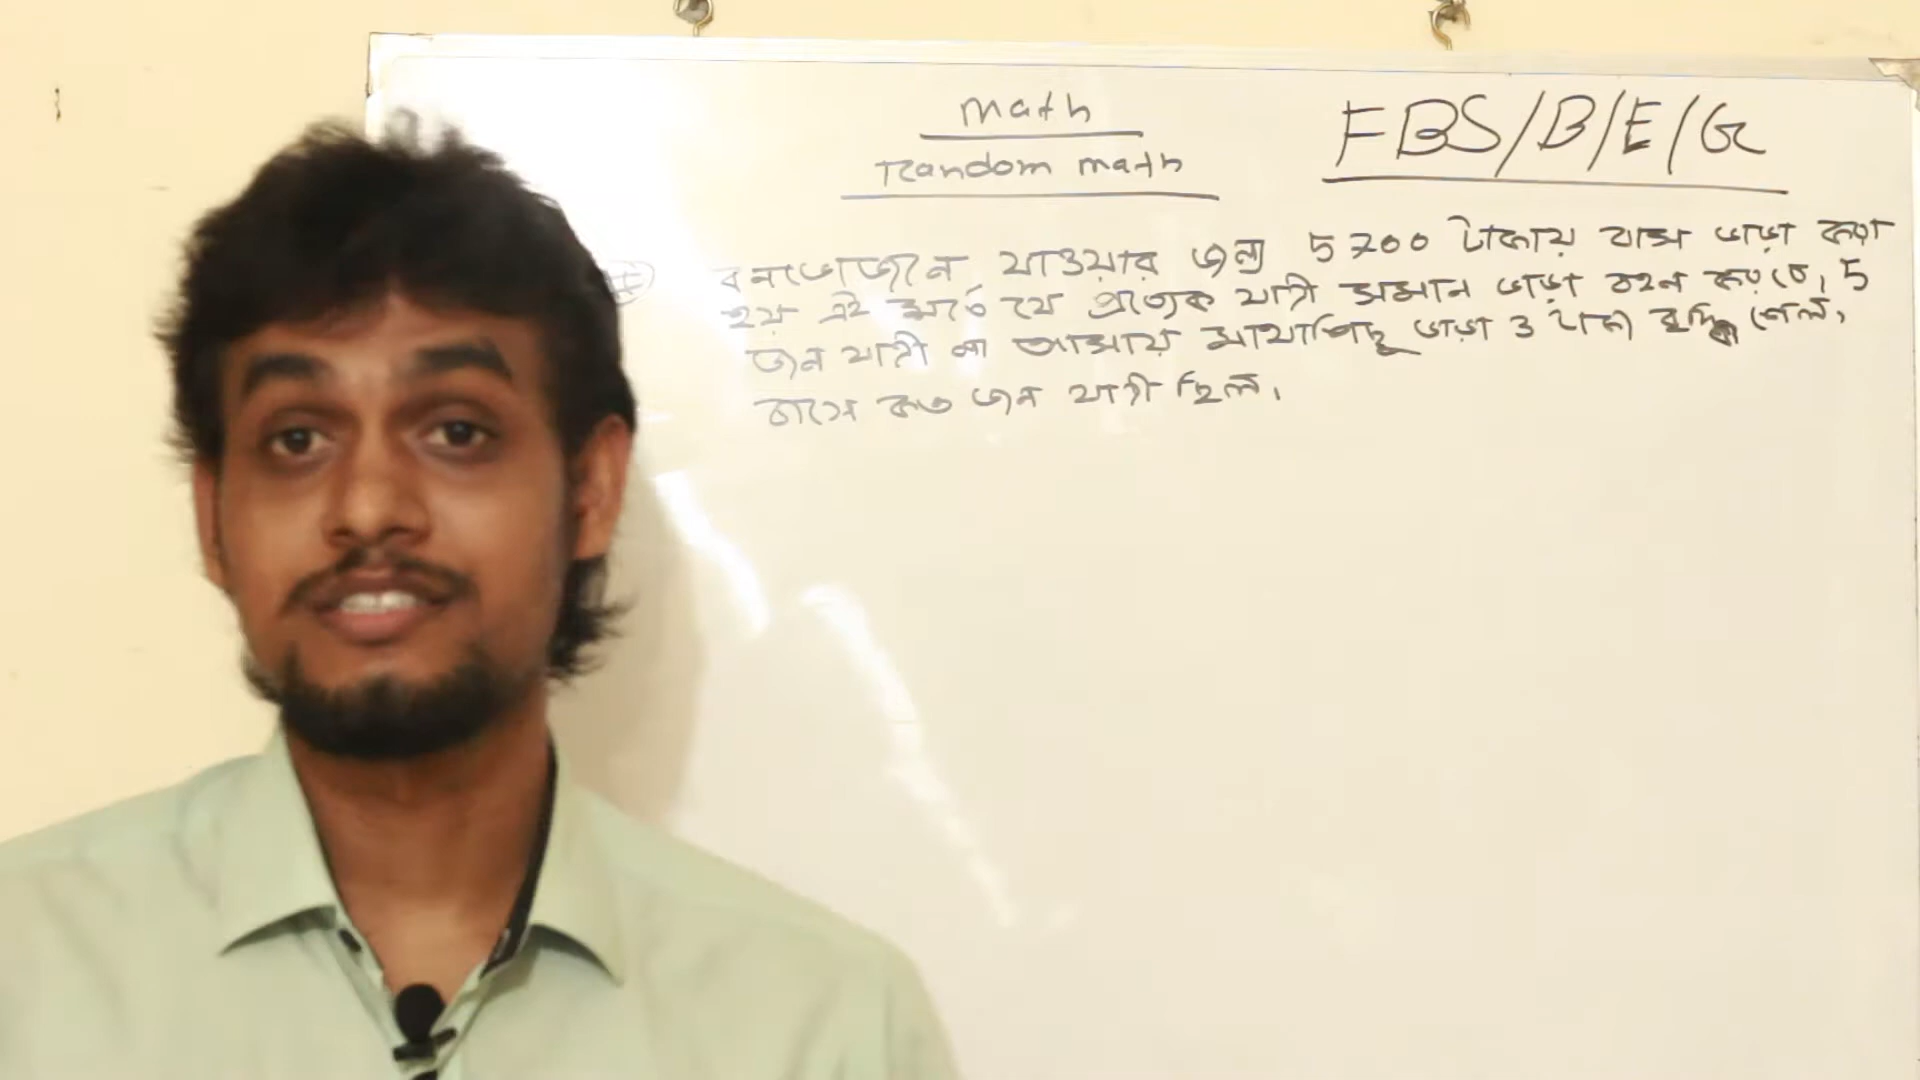 Math
Random math
FBS/B/E/G
বনভোজনে যাওয়ার জন্য 5700 টাকায় বাস ভাড়া করা
হয় এই শর্তে যে প্রত্যেক যাত্রী সমান ভাড়া বহন করবে। 5
জন যাত্রী না আসায় মাথাপিছু ভাড়া 3 টাকা বৃদ্ধি পেল।
বাসে কত জন যাত্রী ছিল।